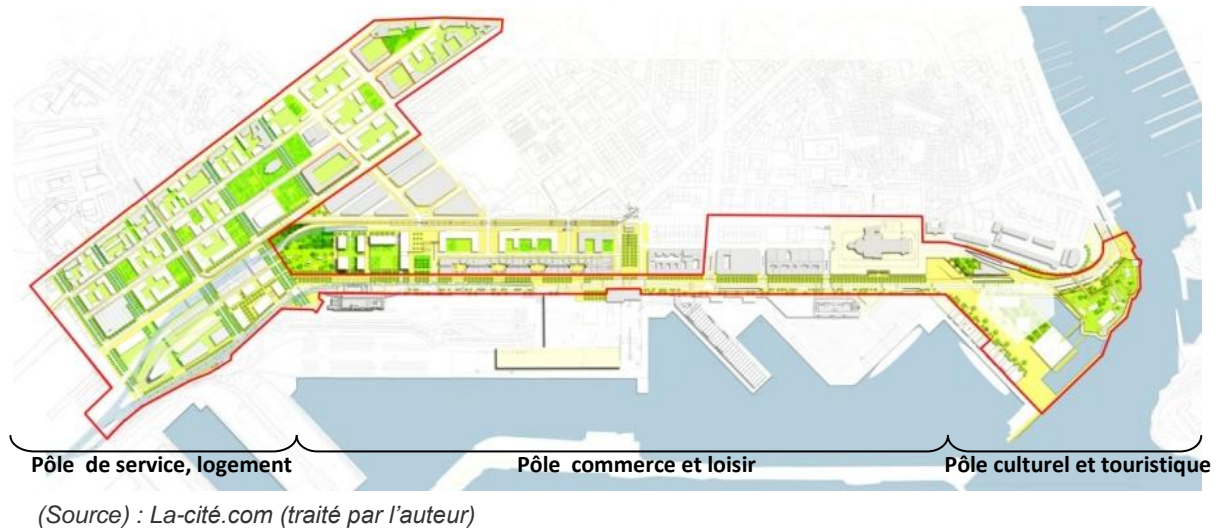 Pôle de service, logement
Pôle commerce et loisir
Pôle culturel et touristique
(Source) : La-cité.com (traité par l’auteur)